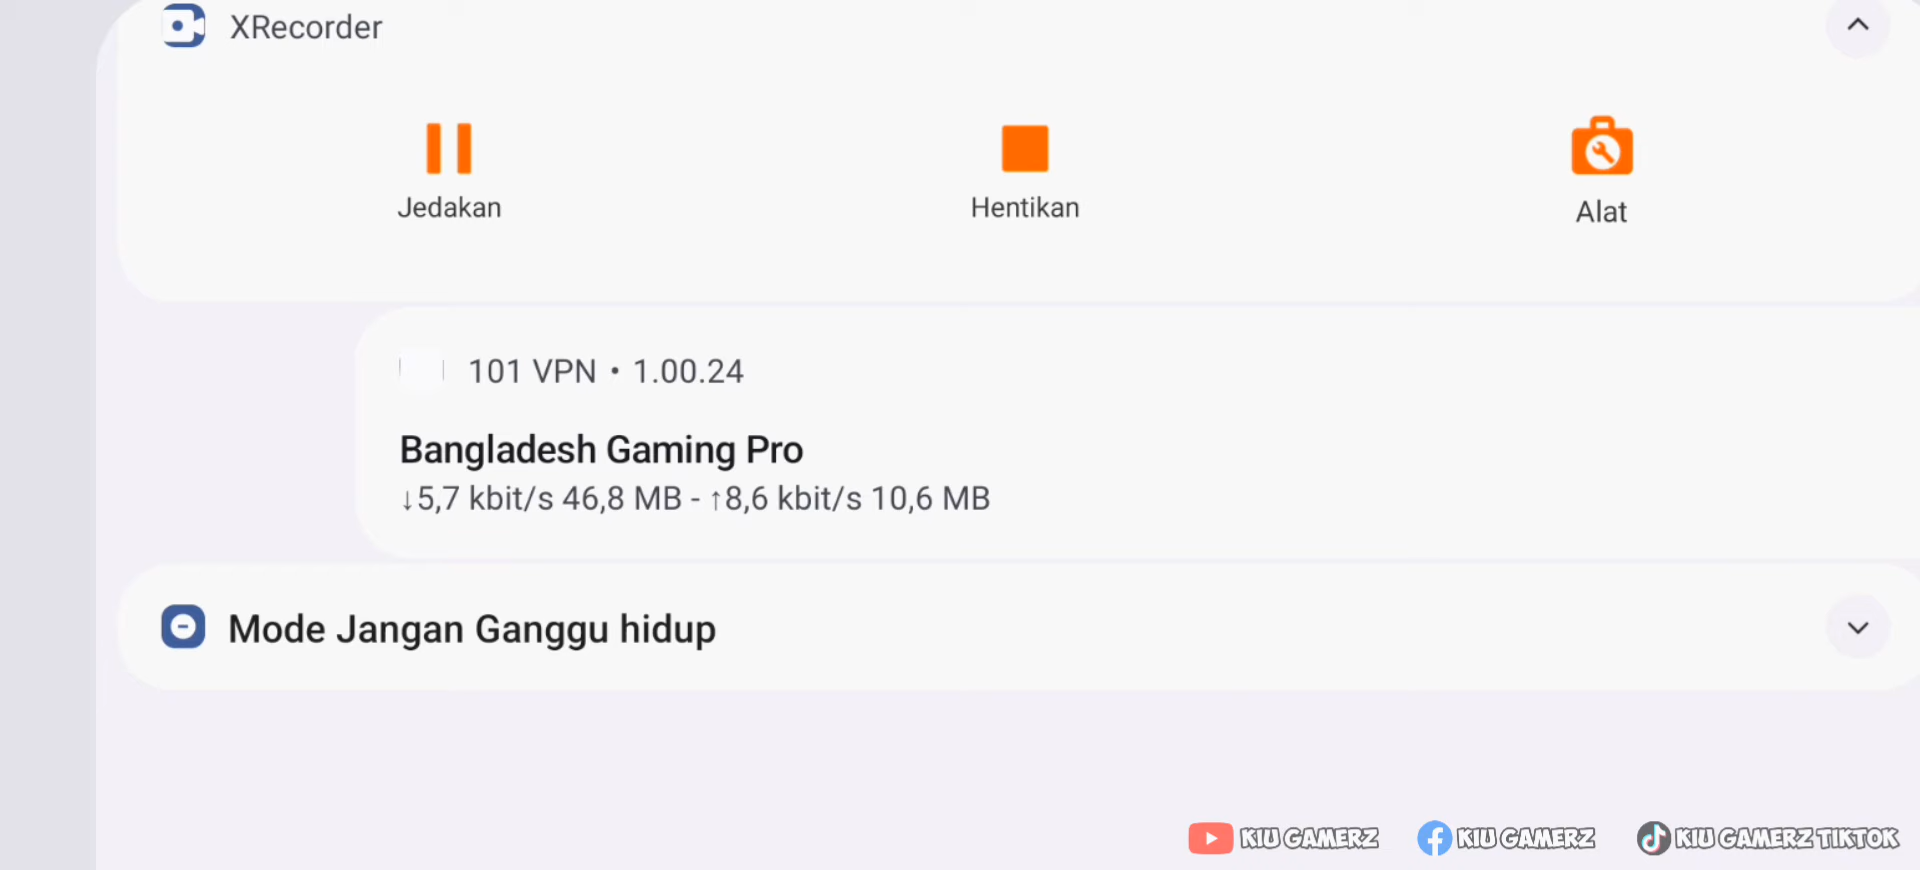 XRecorder
Jedakan
Hentikan
Alat
101 VPN • 1.00.24
Bangladesh Gaming Pro
↓5,7 kbit/s 46,8 MB - ↑8,6 kbit/s 10,6 MB
Mode Jangan Ganggu hidup
KIU GAMERZ KIU GAMERZ KIU GAMERZ TIKTOK